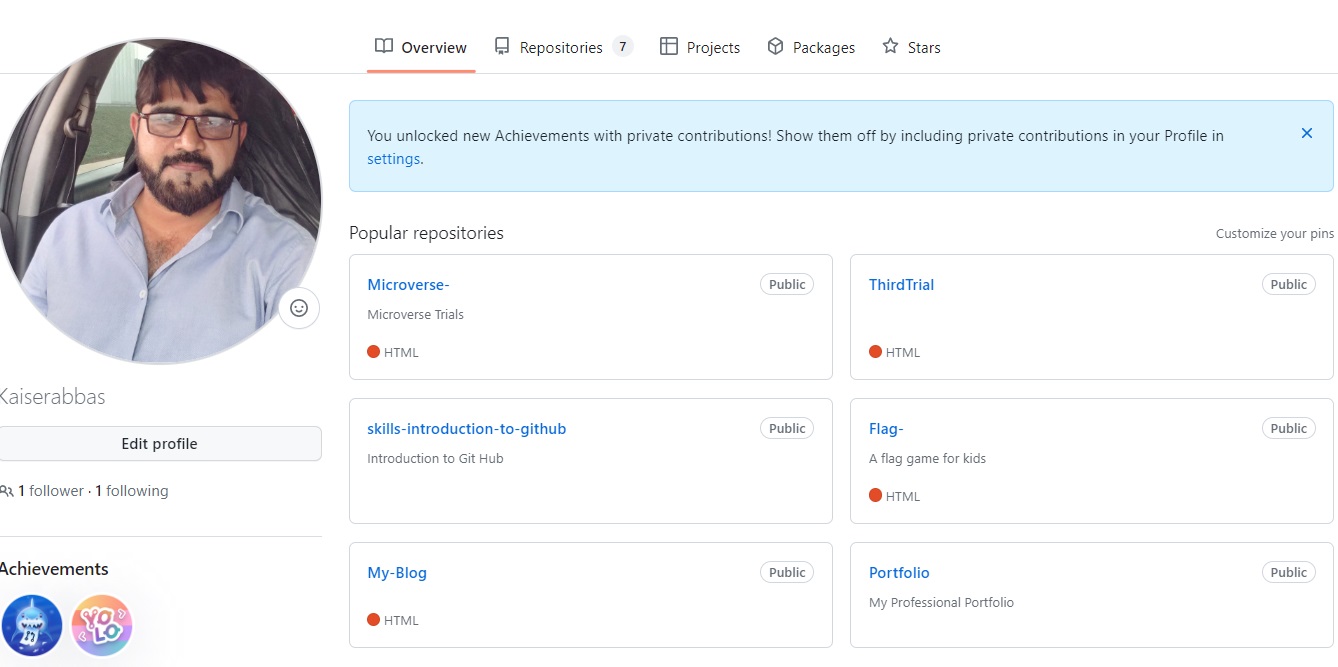 Overview
Repositories 7
Projects
Packages
Stars
You unlocked new Achievements with private contributions! Show them off by including private contributions in your Profile in
settings.
Kaiserabbas
Edit profile
1 follower · 1 following
Achievements
YOLO
Popular repositories
Customize your pins
Microverse-
Public
Microverse Trials
HTML
ThirdTrial
Public
HTML
skills-introduction-to-github
Public
Introduction to Git Hub
Flag-
Public
A flag game for kids
HTML
My-Blog
Public
HTML
Portfolio
Public
My Professional Portfolio